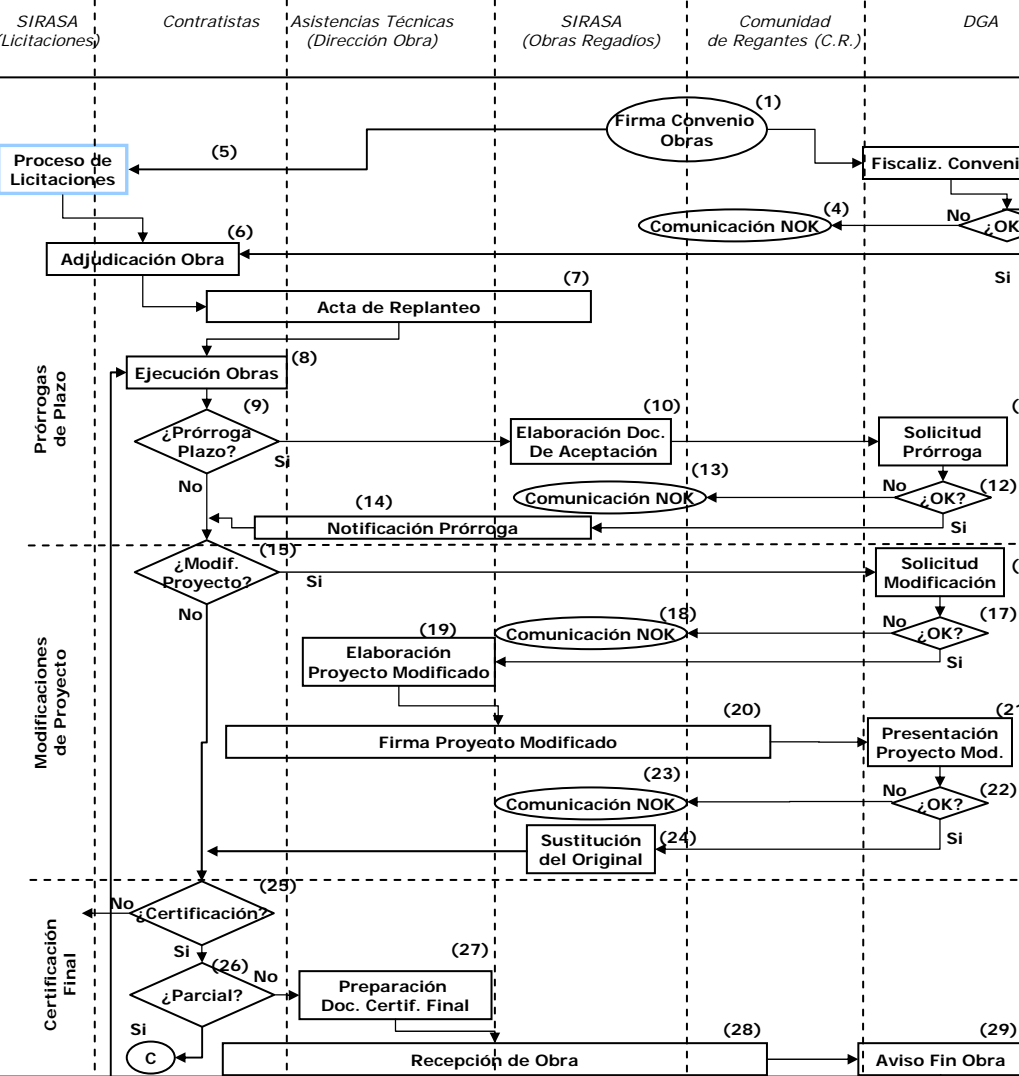 SIRASA
(Licitaciones)
Contratistas
Asistencias Técnicas
(Dirección Obra)
SIRASA
(Obras Regadíos)
Comunidad
de Regantes (C.R.)
DGA
(1)
Firma Convenio
Obras
(5)
Proceso de
Licitaciones
Fiscaliz. Conveni
(4)
Comunicación NOK
No
¿OK
Si
(6)
Adjudicación Obra
(7)
Acta de Replanteo
(8)
Ejecución Obras
Prórrogas
de Plazo
(9)
¿Prórroga
Plazo?
Si
No
(10)
Elaboración Doc.
De Aceptación
Solicitud
Prórroga
(12)
No
¿OK?
Si
(13)
Comunicación NOK
(14)
Notificación Prórroga
(15)
¿Modif.
Proyecto?
Si
No
Solicitud
Modificación
(17)
No
¿OK?
Si
(18)
Comunicación NOK
(19)
Elaboración
Proyecto Modificado
Modificaciones
de Proyecto
(20)
Firma Proyecto Modificado
(21
Presentación
Proyecto Mod.
(22)
No
¿OK?
Si
(23)
Comunicación NOK
(24)
Sustitución
del Original
(25)
No
¿Certificación?
Si
Certificación
Final
(26)
¿Parcial?
No
Si
C
(27)
Preparación
Doc. Certif. Final
(28)
Recepción de Obra
(29)
Aviso Fin Obra